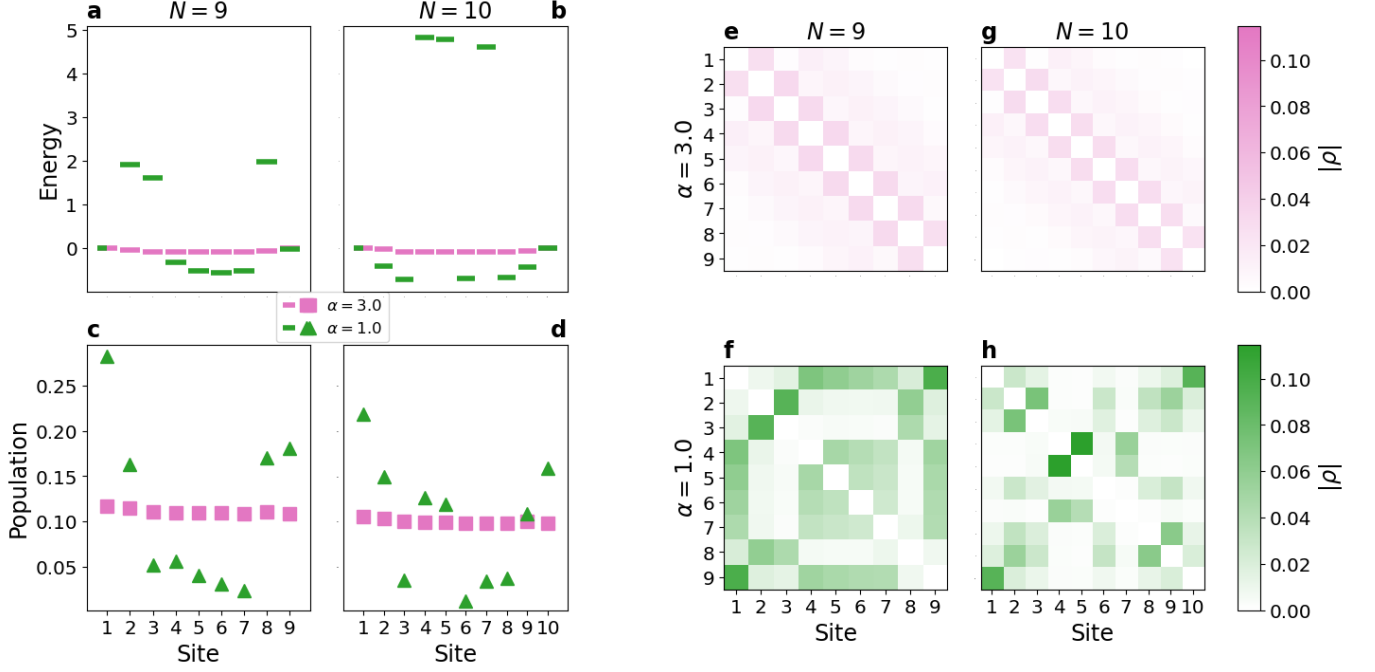 a
N = 9
N = 10
b
5
4
3
2
1
0
Energy
α = 3.0
α = 1.0
c
d
0.25
0.20
0.15
0.10
0.05
Population
1 2 3 4 5 6 7 8 9
Site
1 2 3 4 5 6 7 8 9 10
Site
e
N = 9
g
N = 10
1
2
3
4
5
6
7
8
9
α = 3.0
0.10
0.08
0.06
0.04
0.02
0.00
|ρ|
f
h
1
2
3
4
5
6
7
8
9
α = 1.0
1 2 3 4 5 6 7 8 9
Site
1 2 3 4 5 6 7 8 9 10
Site
0.10
0.08
0.06
0.04
0.02
0.00
|ρ|